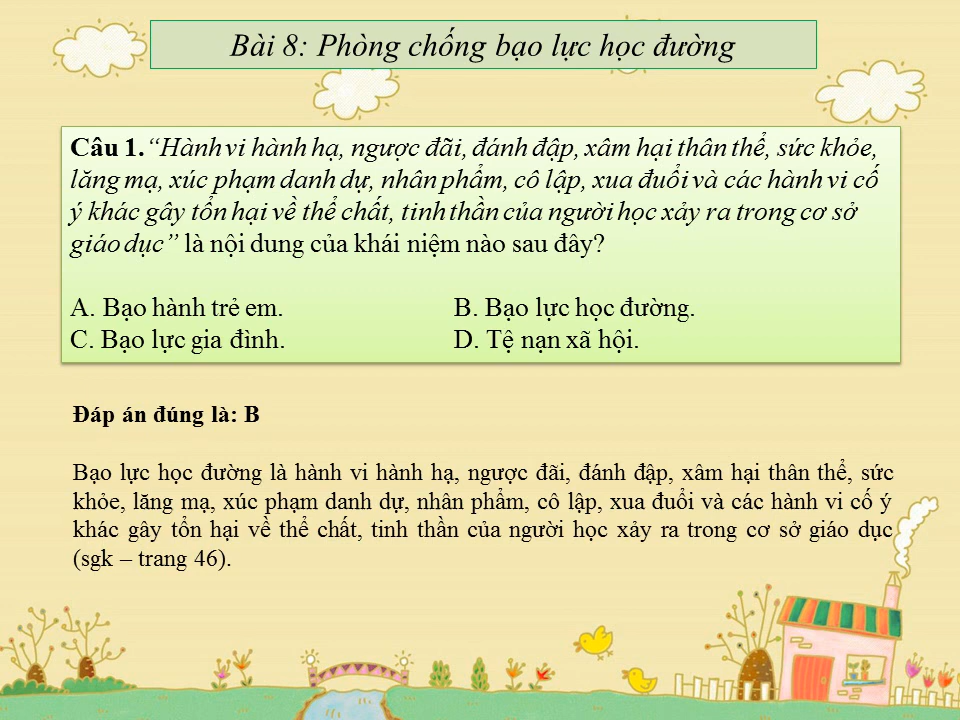 Bài 8: Phòng chống bạo lực học đường
Câu 1. “Hành vi hành hạ, ngược đãi, đánh đập, xâm hại thân thể, sức khỏe,
lăng mạ, xúc phạm danh dự, nhân phẩm, cô lập, xua đuổi và các hành vi cố
ý khác gây tổn hại về thể chất, tinh thần của người học xảy ra trong cơ sở
giáo dục” là nội dung của khái niệm nào sau đây?
A. Bạo hành trẻ em. B. Bạo lực học đường.
C. Bạo lực gia đình. D. Tệ nạn xã hội.
Đáp án đúng là: B
Bạo lực học đường là hành vi hành hạ, ngược đãi, đánh đập, xâm hại thân thể, sức
khỏe, lăng mạ, xúc phạm danh dự, nhân phẩm, cô lập, xua đuổi và các hành vi cố ý
khác gây tổn hại về thể chất, tinh thần của người học xảy ra trong cơ sở giáo dục
(sgk – trang 46).